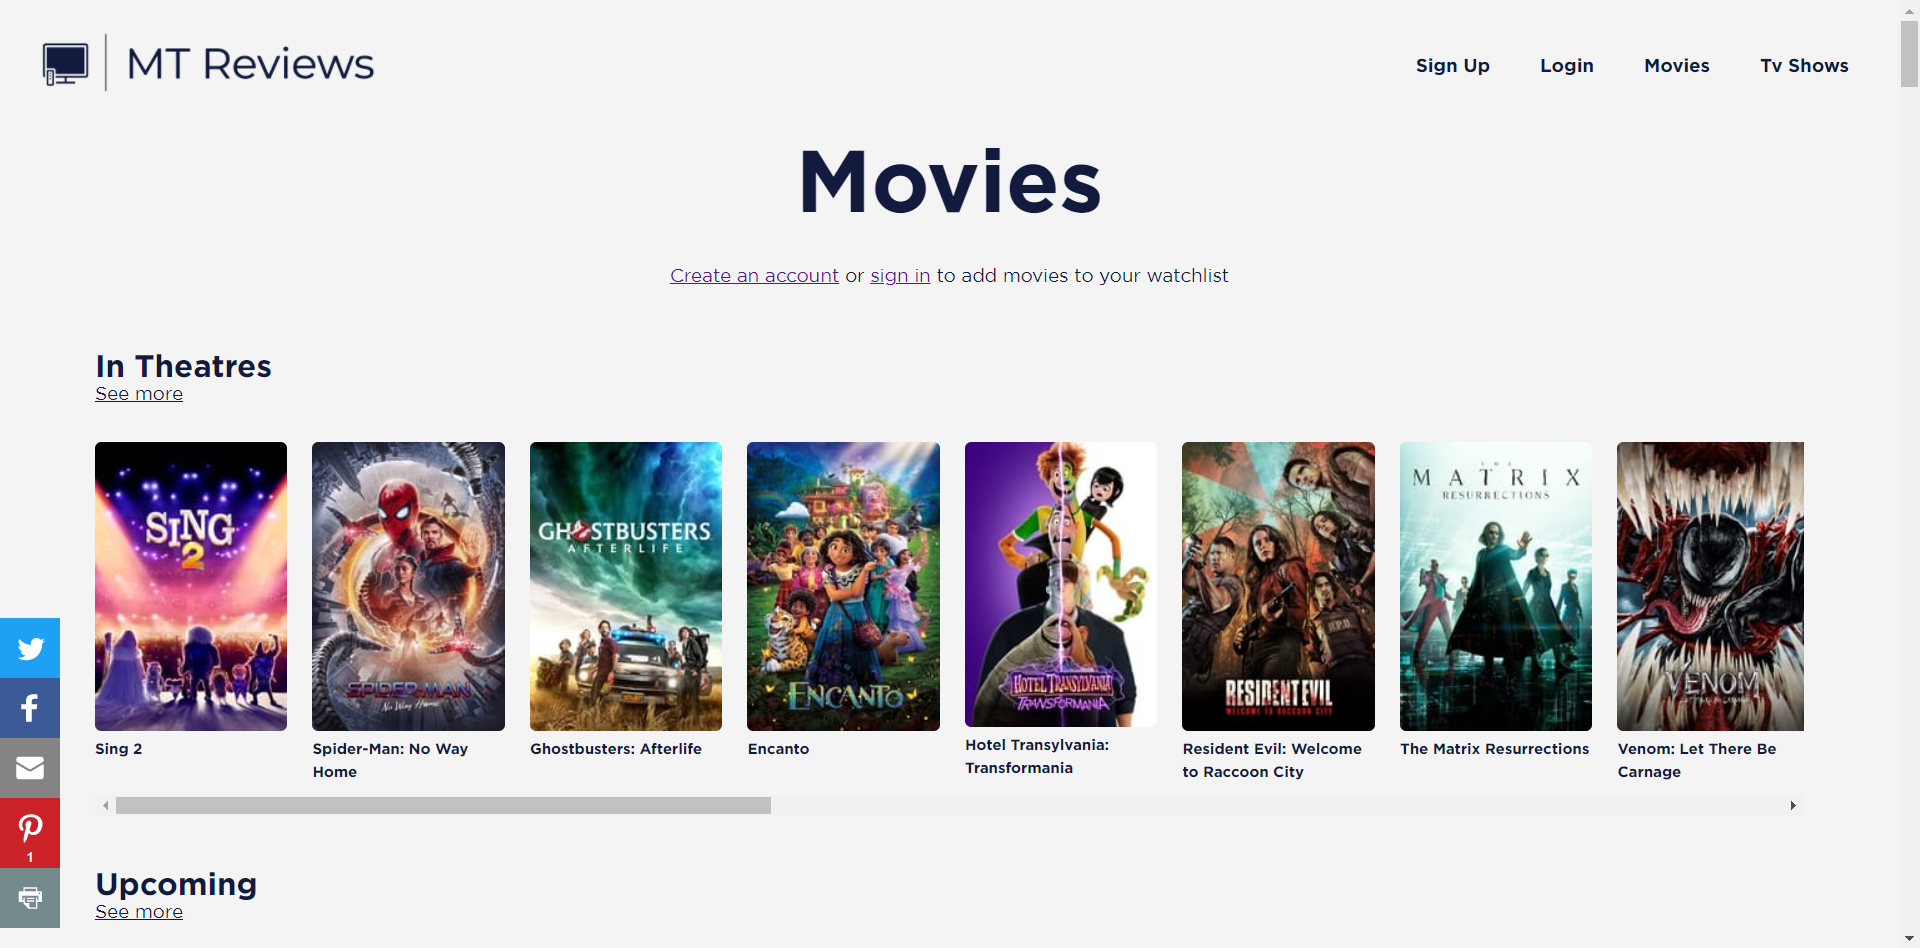 MT Reviews
Sign Up
Login
Movies
Tv Shows
Movies
Create an account or sign in to add movies to your watchlist
In Theatres
See more
SING
2
SPIDER-MAN
No Way Home
GHOSTBUSTERS
AFTERLIFE
ENCANTO
HOTEL TRANSYLVANIA
TRANSFORMANIA
R.P.D.
RESIDENT EVIL
WELCOME TO RACCOON CITY
THE
MATRIX
RESURRECTIONS
VENOM
Sing 2
Spider-Man: No Way
Home
Ghostbusters: Afterlife
Encanto
Hotel Transylvania:
Transformania
Resident Evil: Welcome
to Raccoon City
The Matrix Resurrections
Venom: Let There Be
Carnage
1
Upcoming
See more